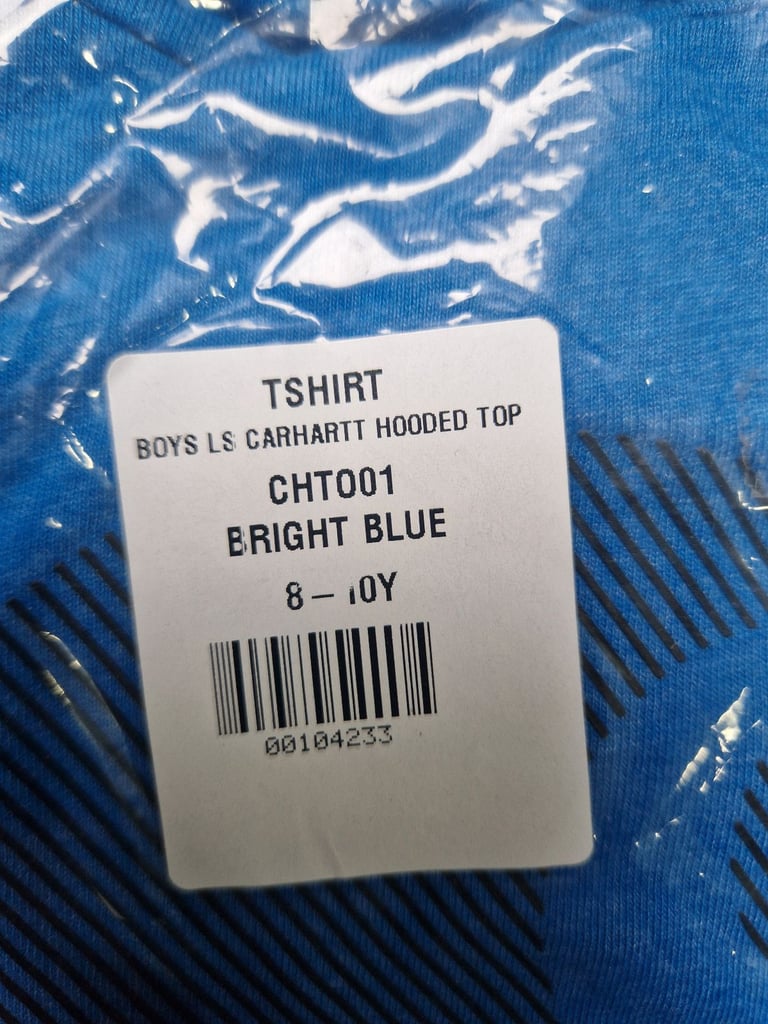 TSHIRT
BOYS LS CARHARTT HOODED TOP
CHT001
BRIGHT BLUE
8 – 10Y
00104233